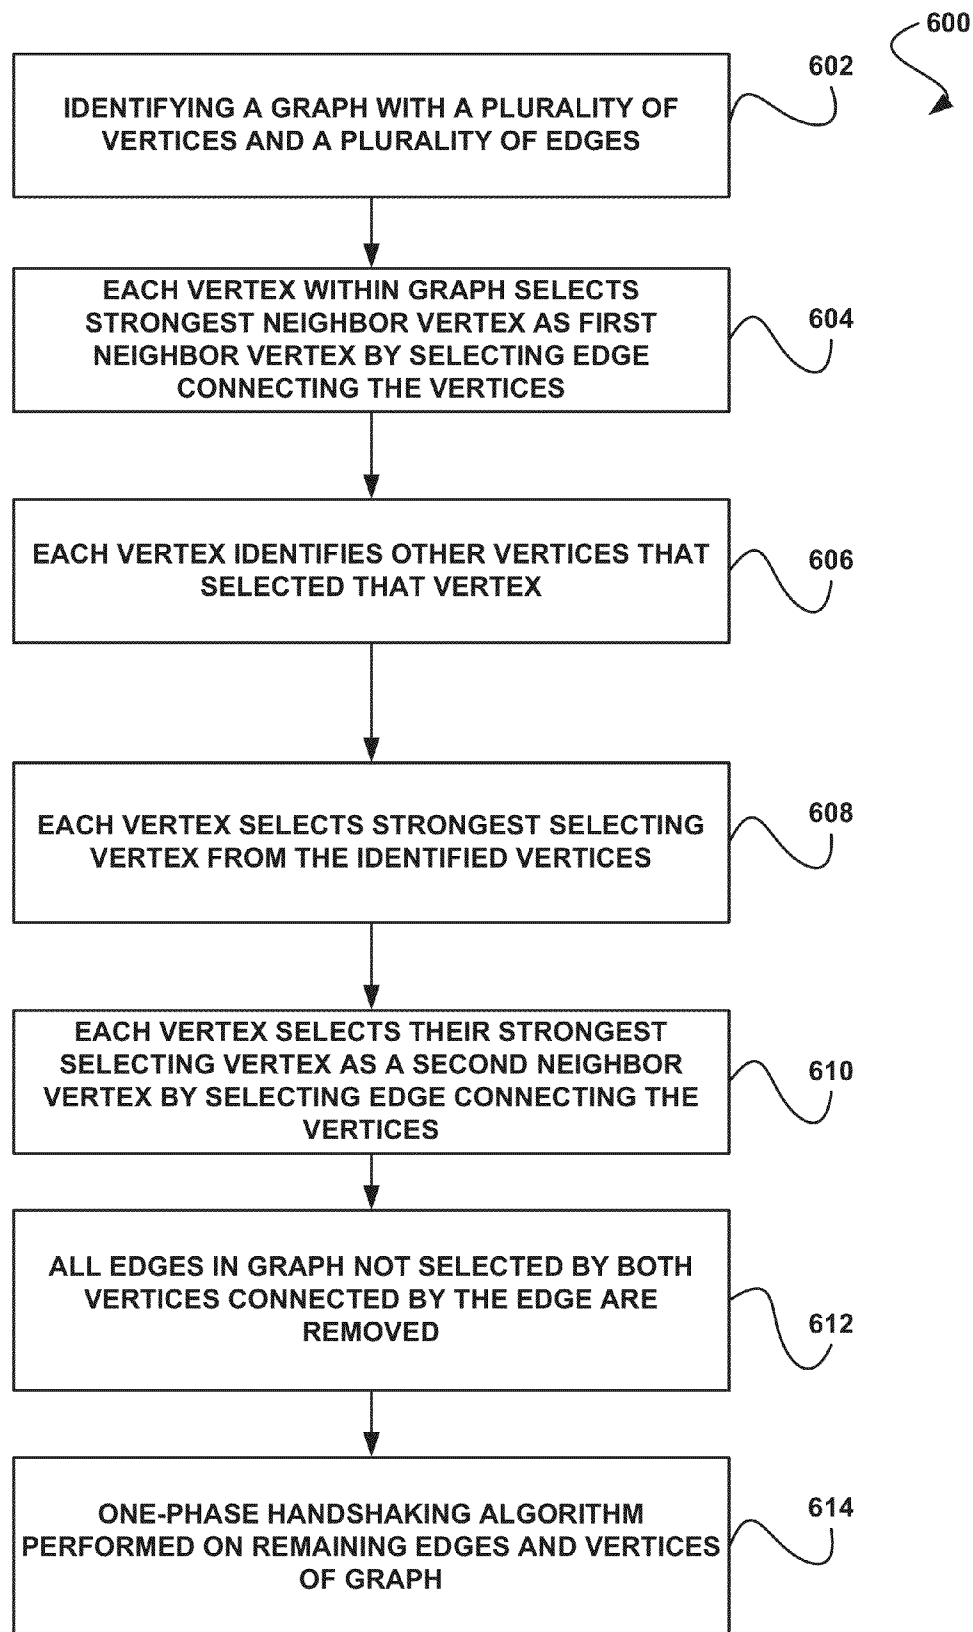 600
602
IDENTIFYING A GRAPH WITH A PLURALITY OF
VERTICES AND A PLURALITY OF EDGES
EACH VERTEX WITHIN GRAPH SELECTS
STRONGEST NEIGHBOR VERTEX AS FIRST
NEIGHBOR VERTEX BY SELECTING EDGE
CONNECTING THE VERTICES
604
EACH VERTEX IDENTIFIES OTHER VERTICES THAT
SELECTED THAT VERTEX
606
EACH VERTEX SELECTS STRONGEST SELECTING
VERTEX FROM THE IDENTIFIED VERTICES
608
EACH VERTEX SELECTS THEIR STRONGEST
SELECTING VERTEX AS A SECOND NEIGHBOR
VERTEX BY SELECTING EDGE CONNECTING THE
VERTICES
610
ALL EDGES IN GRAPH NOT SELECTED BY BOTH
VERTICES CONNECTED BY THE EDGE ARE
REMOVED
612
ONE-PHASE HANDSHAKING ALGORITHM
PERFORMED ON REMAINING EDGES AND VERTICES
OF GRAPH
614